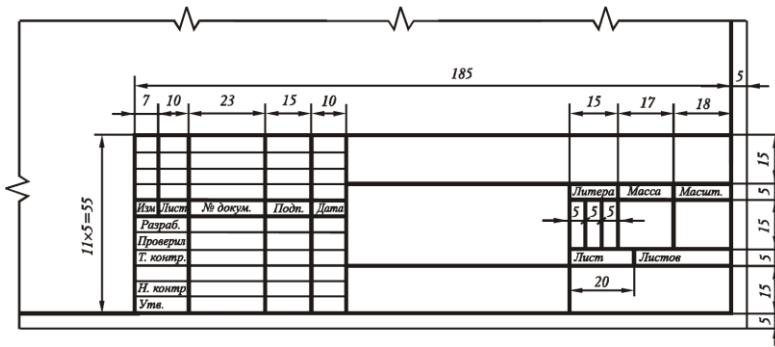 185
5
7 10 23 15 10 15 17 18
15
5
Литера Масса Масшт.
Изм Лист № докум. Подп. Дата
5 5 5
15
Разраб.
Проверил
Т. контр.
Лист Листов
5
11×5=55
20
15
Н. контр
Утв.
5